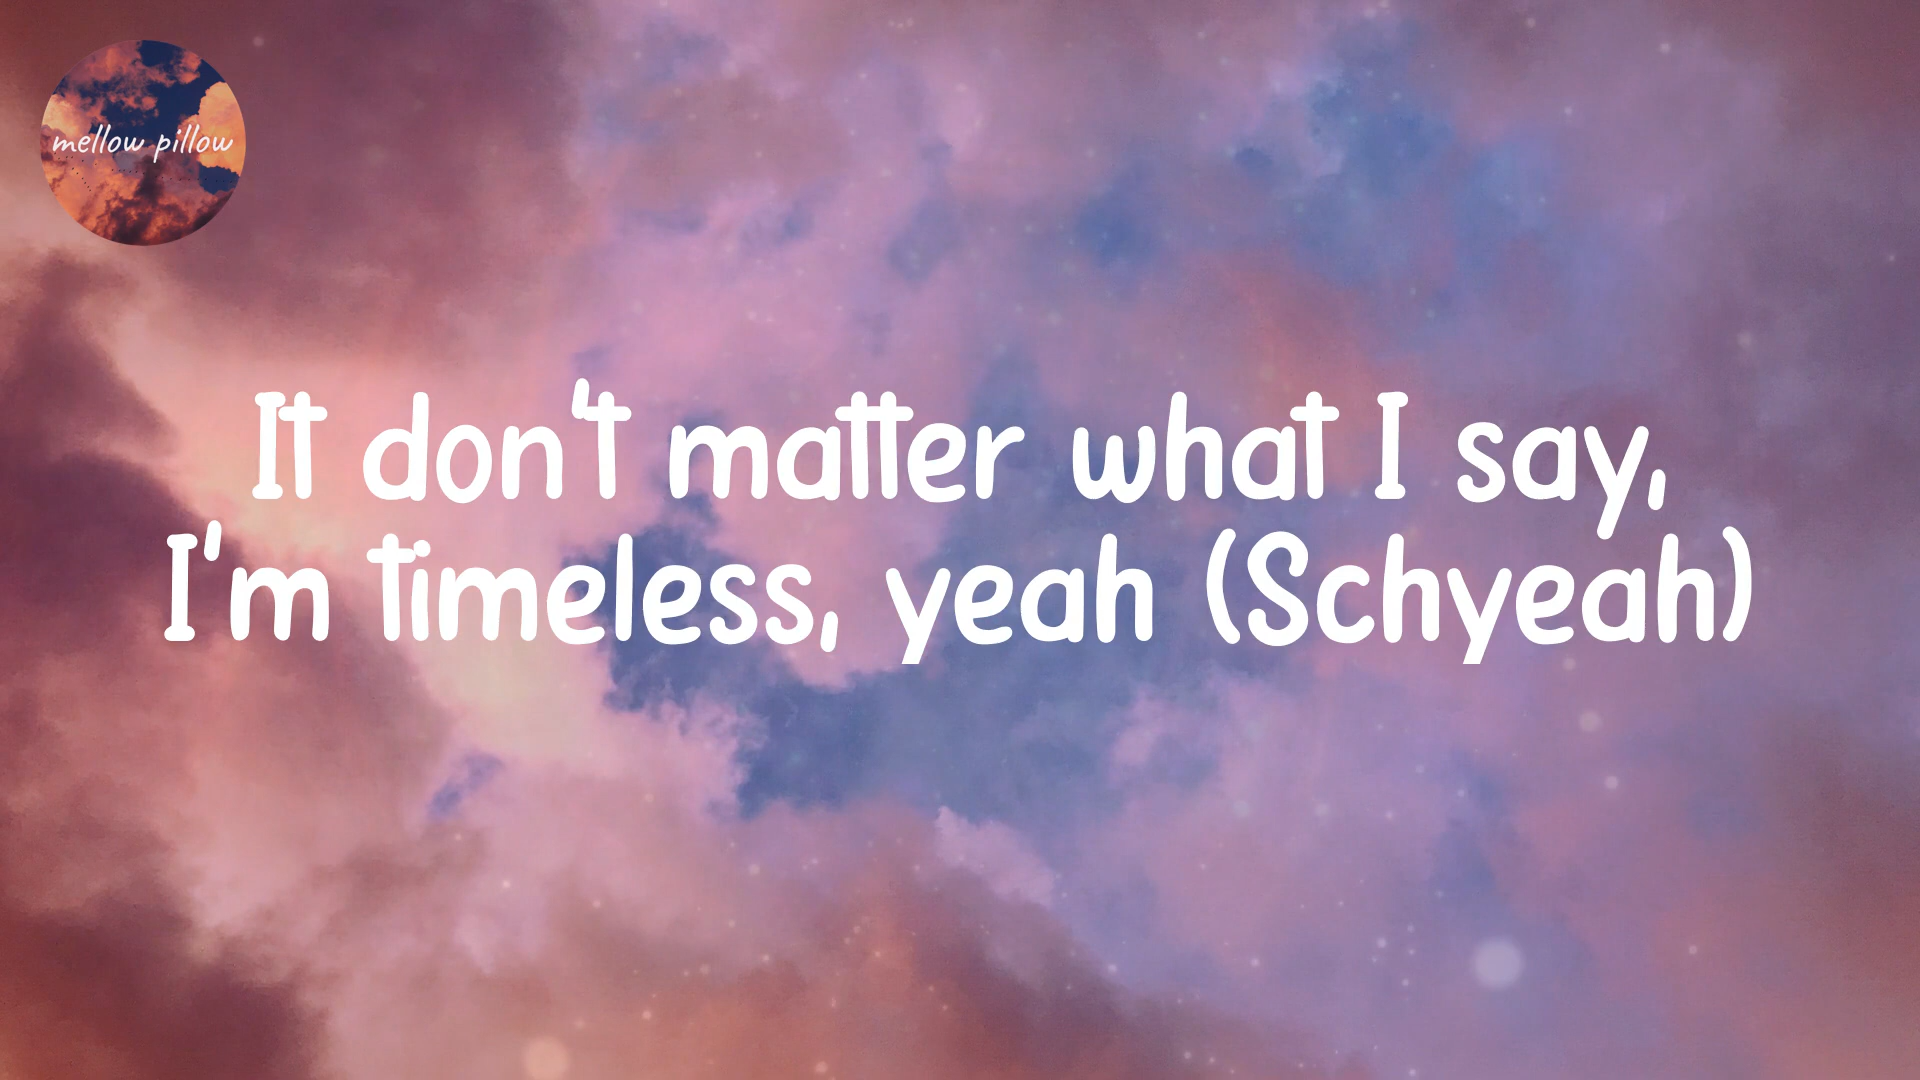 mellow pillow
It don't matter what I say,
I'm timeless, yeah (Schyeah)